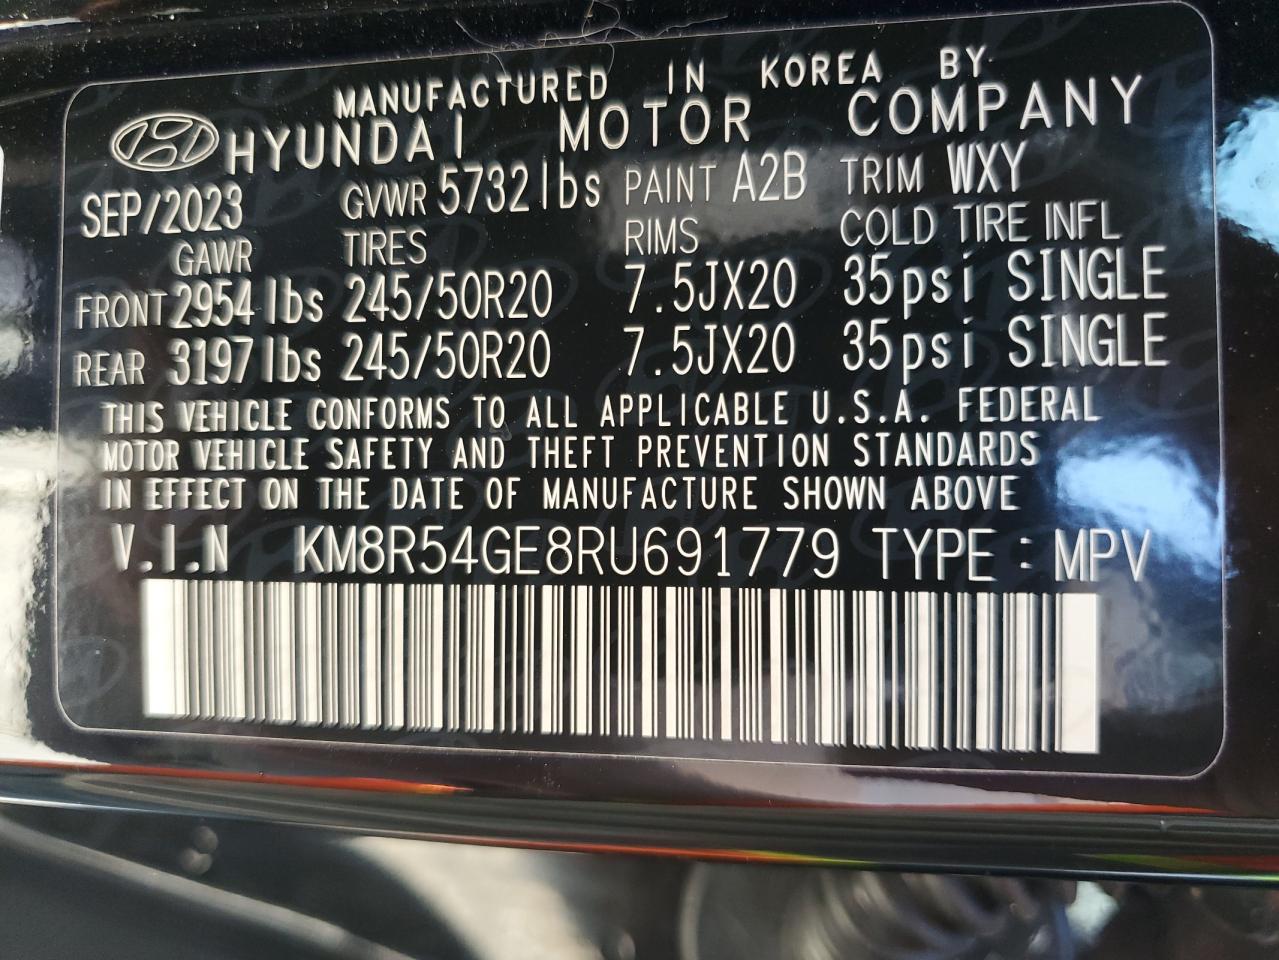 MANUFACTURED IN KOREA BY
HYUNDAI MOTOR COMPANY
SEP/2023 GVWR 5732lbs PAINT A2B TRIM WXY
GAWR TIRES RIMS COLD TIRE INFL
FRONT 2954lbs 245/50R20 7.5JX20 35psi SINGLE
REAR 3197lbs 245/50R20 7.5JX20 35psi SINGLE
THIS VEHICLE CONFORMS TO ALL APPLICABLE U.S.A. FEDERAL
MOTOR VEHICLE SAFETY AND THEFT PREVENTION STANDARDS
IN EFFECT ON THE DATE OF MANUFACTURE SHOWN ABOVE
V.I.N KM8R54GE8RU691779 TYPE : MPV